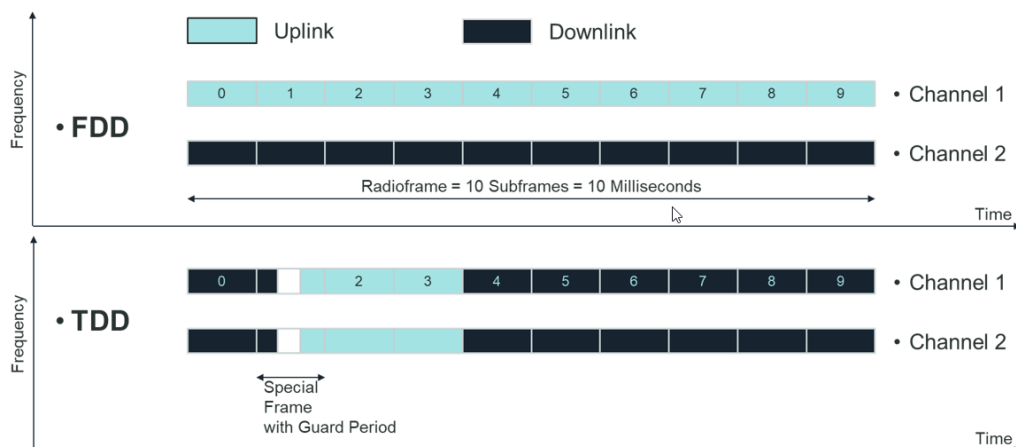 Uplink
Downlink
Frequency
• FDD
0 1 2 3 4 5 6 7 8 9
• Channel 1
• Channel 2
Radioframe = 10 Subframes = 10 Milliseconds
Time
Frequency
• TDD
0 2 3 4 5 6 7 8 9
• Channel 1
• Channel 2
Special
Frame
with Guard Period
Time